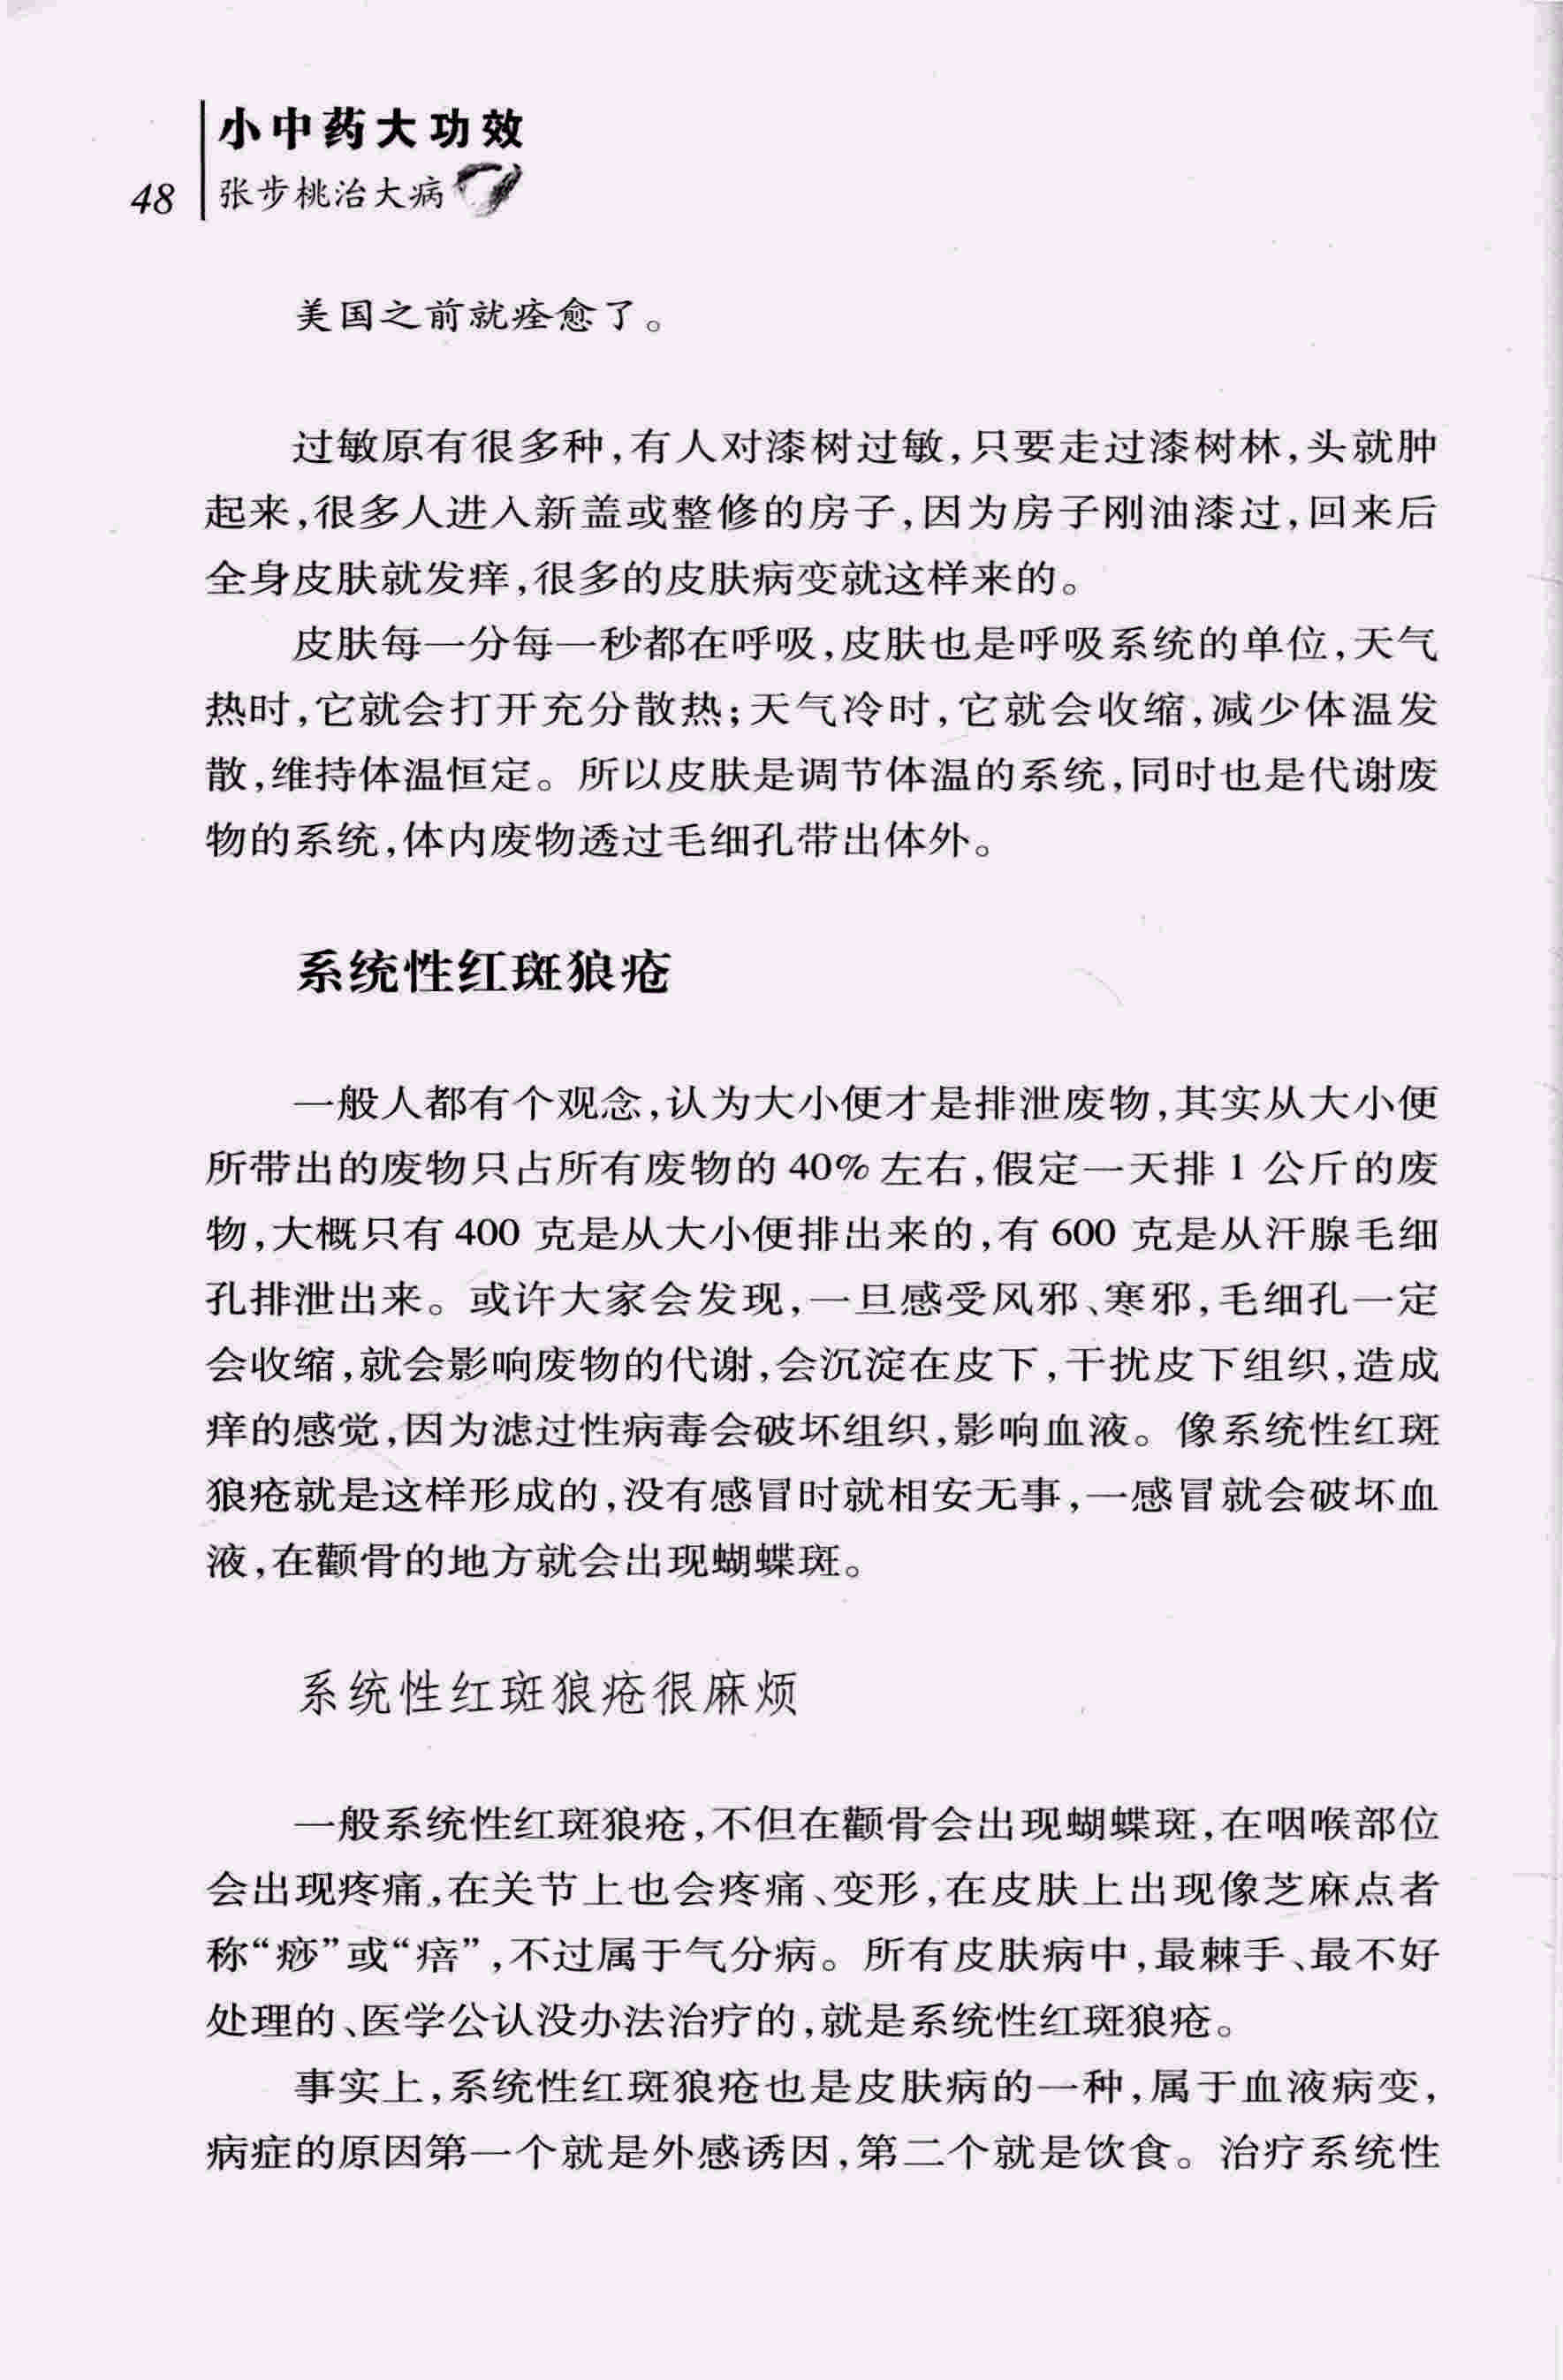 小中药大功效
48 张步桃治大病
美国之前就痊愈了。
过敏原有很多种,有人对漆树过敏,只要走过漆树林,头就肿
起来,很多人进入新盖或整修的房子,因为房子刚油漆过,回来后
全身皮肤就发痒,很多的皮肤病变就这样来的。
皮肤每一分每一秒都在呼吸,皮肤也是呼吸系统的单位,天气
热时,它就会打开充分散热;天气冷时,它就会收缩,减少体温发
散,维持体温恒定。所以皮肤是调节体温的系统,同时也是代谢废
物的系统,体内废物透过毛细孔带出体外。
系统性红斑狼疮
一般人都有个观念,认为大小便才是排泄废物,其实从大小便
所带出的废物只占所有废物的 40% 左右,假定一天排 1 公斤的废
物,大概只有 400 克是从大小便排出来的,有 600 克是从汗腺毛细
孔排泄出来。或许大家会发现,一旦感受风邪、寒邪,毛细孔一定
会收缩,就会影响废物的代谢,会沉淀在皮下,干扰皮下组织,造成
痒的感觉,因为滤过性病毒会破坏组织,影响血液。像系统性红斑
狼疮就是这样形成的,没有感冒时就相安无事,一感冒就会破坏血
液,在颧骨的地方就会出现蝴蝶斑。
系统性红斑狼疮很麻烦
一般系统性红斑狼疮,不但在颧骨会出现蝴蝶斑,在咽喉部位
会出现疼痛,在关节上也会疼痛、变形,在皮肤上出现像芝麻点者
称“痧”或“㾦”,不过属于气分病。所有皮肤病中,最棘手、最不好
处理的、医学公认没办法治疗的,就是系统性红斑狼疮。
事实上,系统性红斑狼疮也是皮肤病的一种,属于血液病变,
病症的原因第一个就是外感诱因,第二个就是饮食。治疗系统性